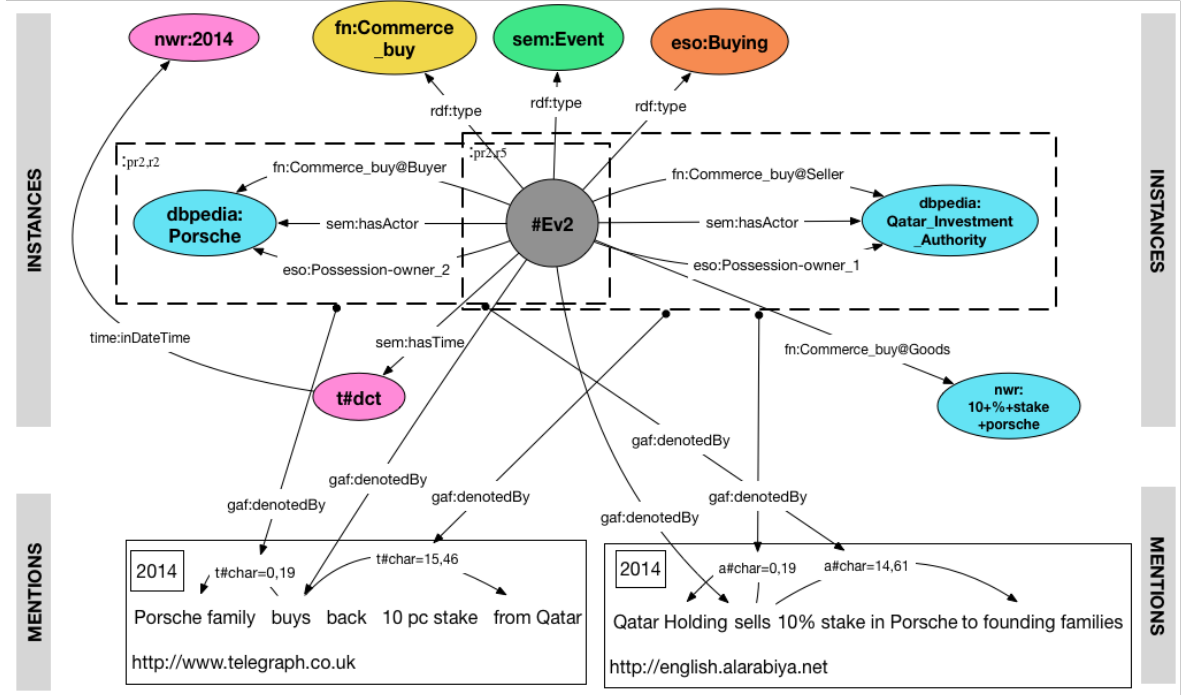 nwr:2014
fn:Commerce
_buy
sem:Event
eso:Buying
INSTANCES
INSTANCES
rdf:type
rdf:type
rdf:type
:pr2,r2
:pr2,r5
fn:Commerce_buy@Buyer
fn:Commerce_buy@Seller
dbpedia:
Porsche
sem:hasActor
#Ev2
sem:hasActor
dbpedia:
Qatar_Investment
_Authority
eso:Possession-owner_2
eso:Possession-owner_1
time:inDateTime
sem:hasTime
fn:Commerce_buy@Goods
t#dct
nwr:
10+%+stake
+porsche
gaf:denotedBy
gaf:denotedBy
gaf:denotedBy
gaf:denotedBy
gaf:denotedBy
gaf:denotedBy
MENTIONS
MENTIONS
2014
t#char=0,19
t#char=15,46
Porsche family buys back 10 pc stake from Qatar
http://www.telegraph.co.uk
2014
a#char=0,19
a#char=14,61
Qatar Holding sells 10% stake in Porsche to founding families
http://english.alarabiya.net